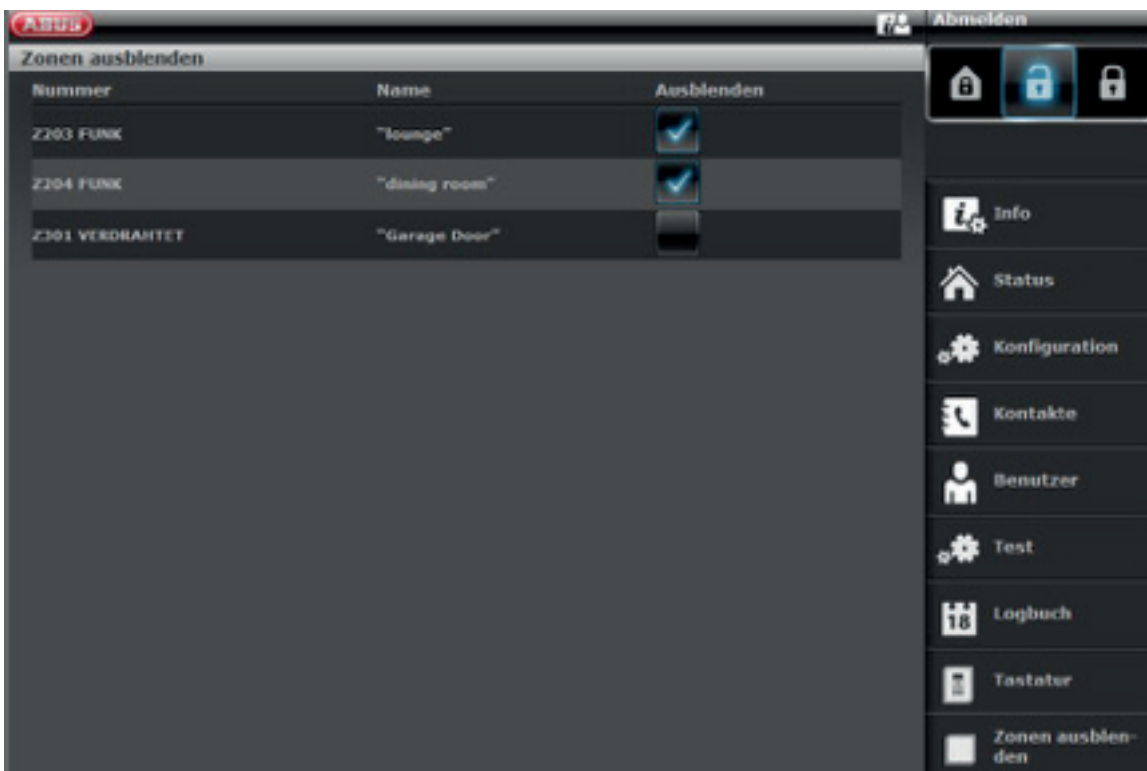 ABUS
Abmelden
Zonen ausblenden
Nummer Name Ausblenden
Z203 FUNK "lounge"
Z204 FUNK "dining room"
Z301 VERDRAHTET "Garage Door"
Info
Status
Konfiguration
Kontakte
Benutzer
Test
18 Logbuch
Tastatur
Zonen ausblen-
den